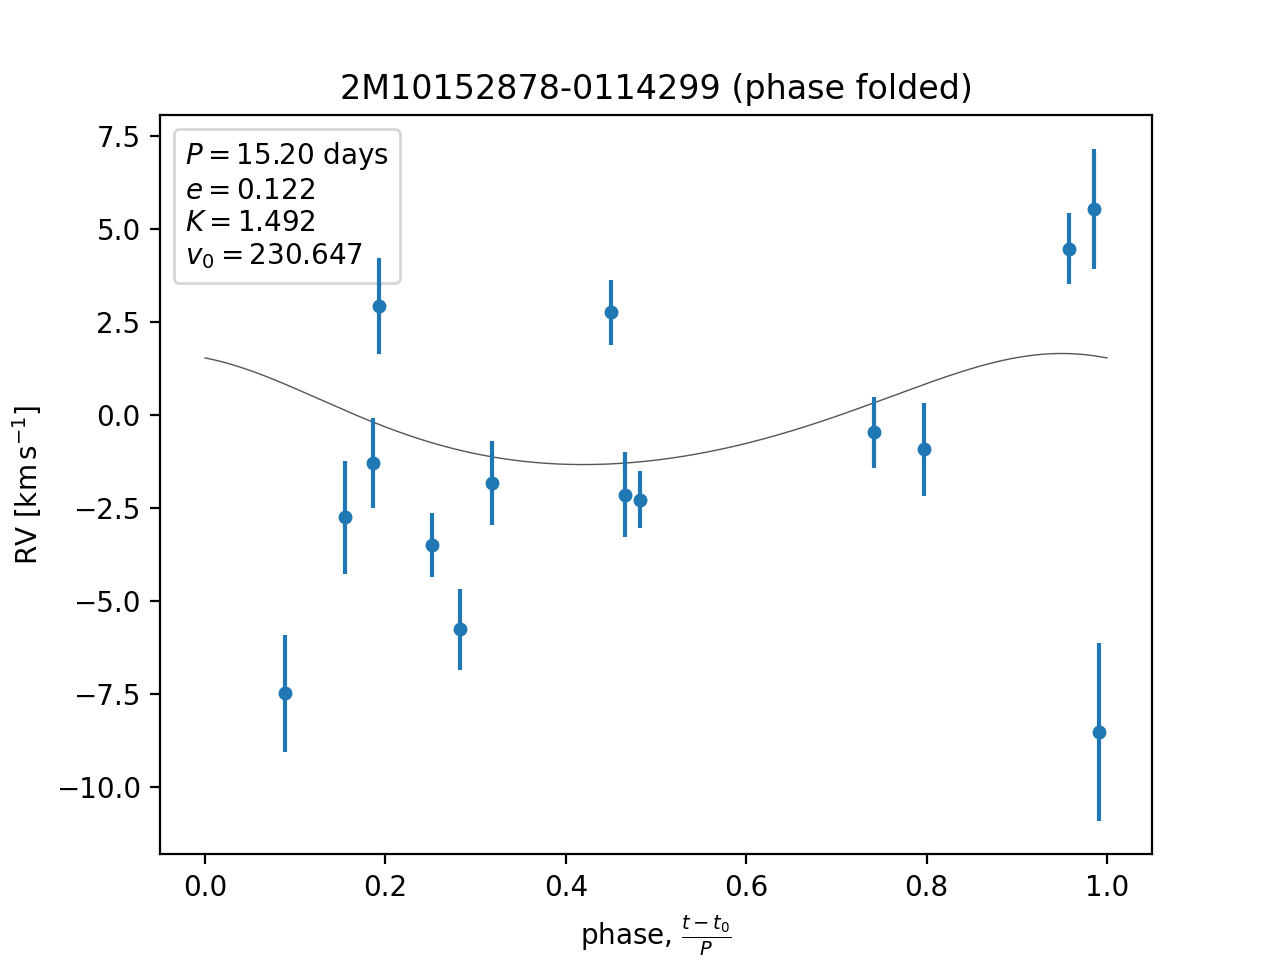 2M10152878-0114299 (phase folded)
P = 15.20 days
e = 0.122
K = 1.492
v₀ = 230.647
7.5
5.0
2.5
0.0
−2.5
−5.0
−7.5
−10.0
RV [km s⁻¹]
0.0 0.2 0.4 0.6 0.8 1.0
phase, (t − t₀)/P